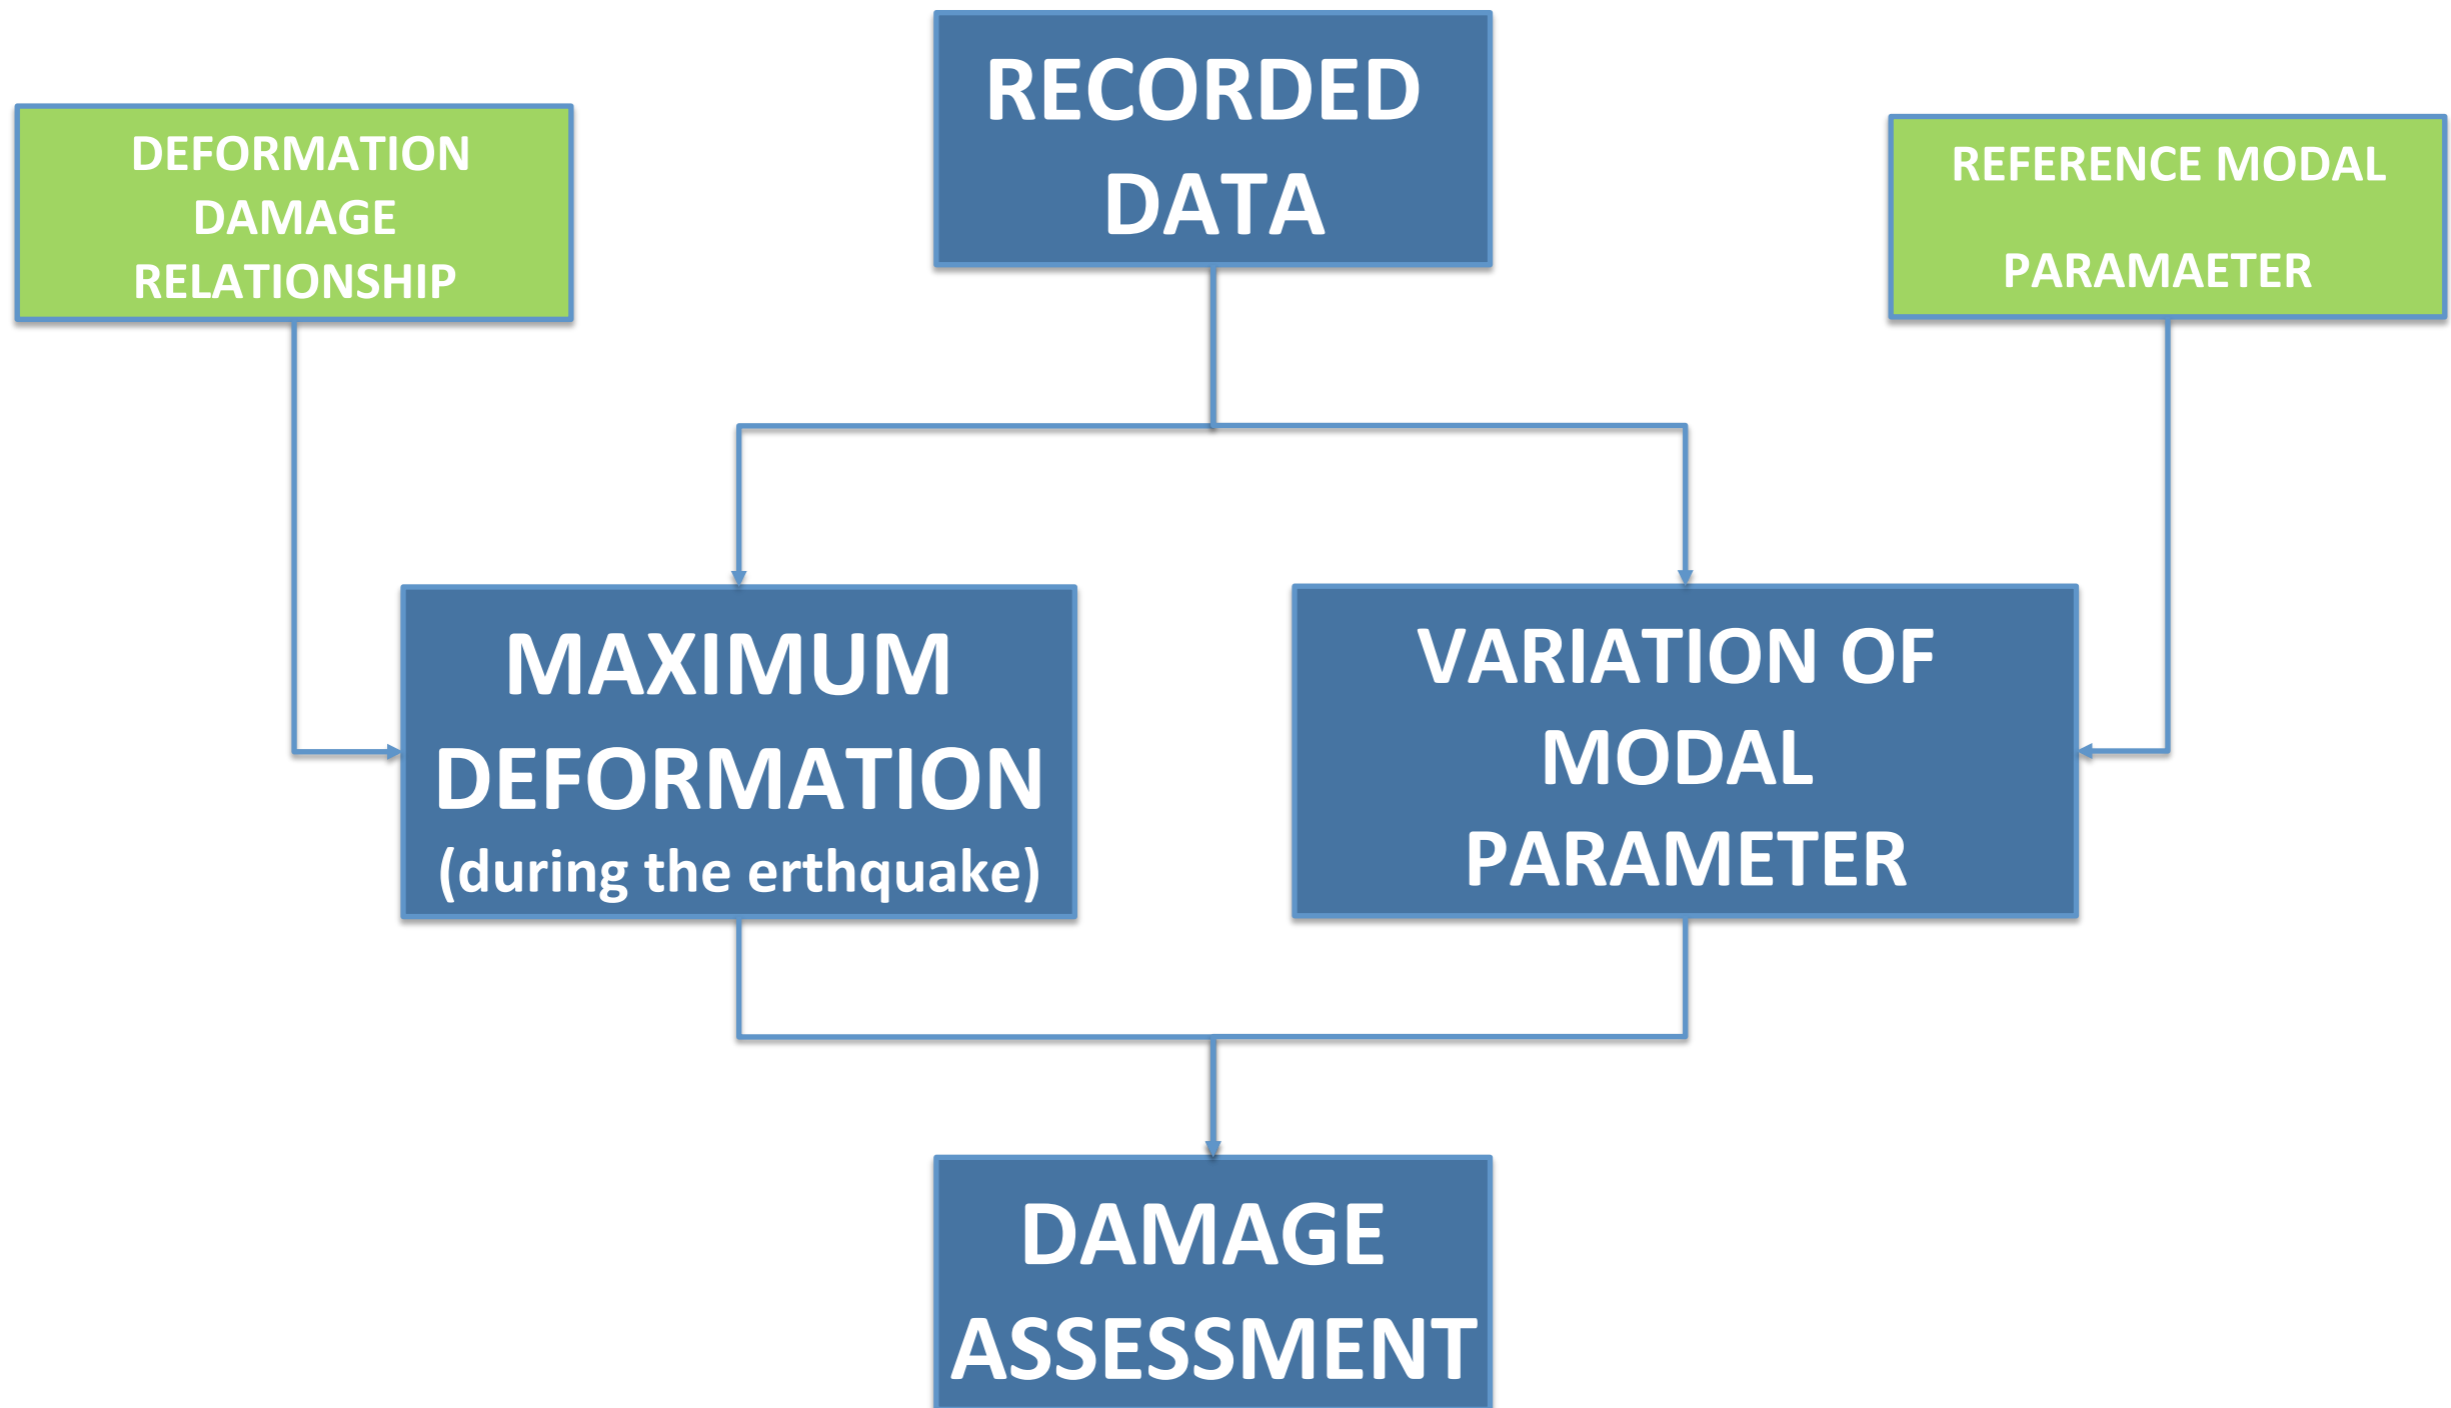 RECORDED
DATA
DEFORMATION
DAMAGE
RELATIONSHIP
REFERENCE MODAL
PARAMAETER
MAXIMUM
DEFORMATION
(during the erthquake)
VARIATION OF
MODAL
PARAMETER
DAMAGE
ASSESSMENT